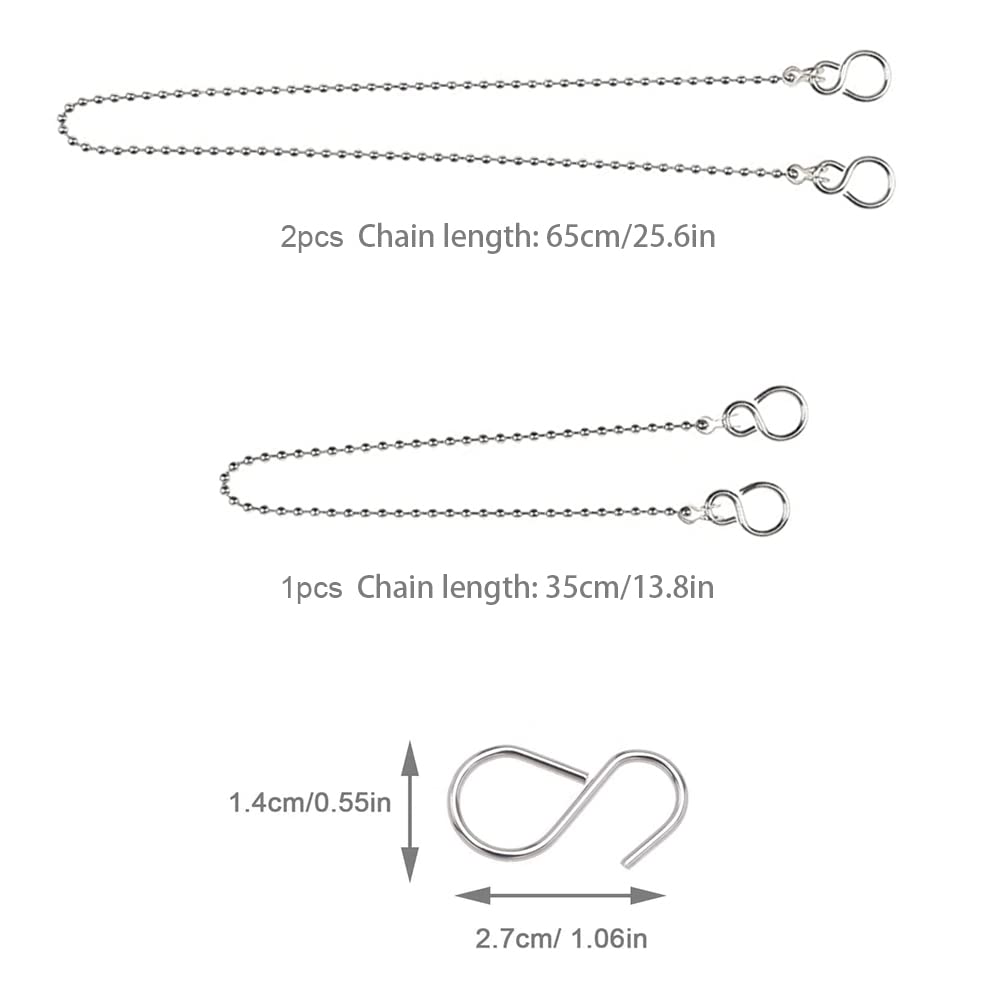 2pcs Chain length: 65cm/25.6in
1pcs Chain length: 35cm/13.8in
1.4cm/0.55in
2.7cm/ 1.06in